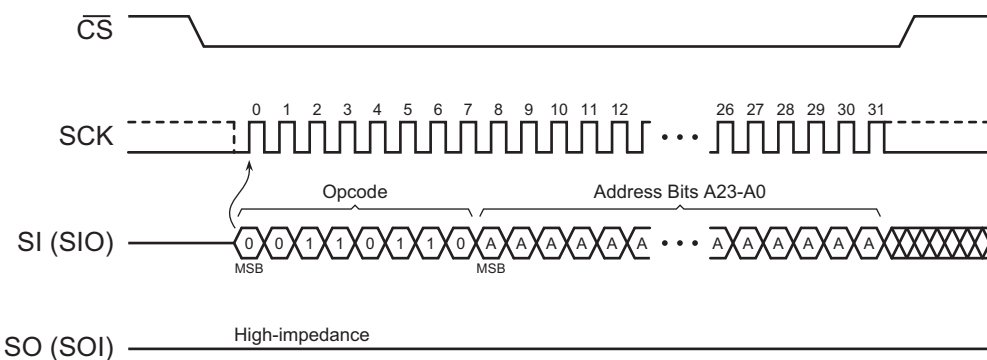 CS
0 1 2 3 4 5 6 7 8 9 10 11 12 26 27 28 29 30 31
SCK
Opcode Address Bits A23-A0
SI (SIO) 0 0 1 1 0 1 1 0 A A A A A A A A A A A A
MSB MSB
High-impedance
SO (SOI)